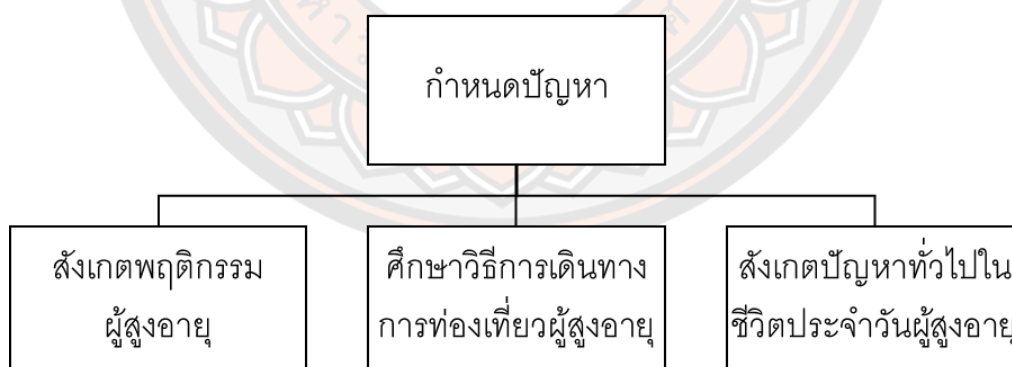 กำหนดปัญหา
สังเกตพฤติกรรม
ผู้สูงอายุ
ศึกษาวิธีการเดินทาง
การท่องเที่ยวผู้สูงอายุ
สังเกตปัญหาทั่วไปใน
ชีวิตประจำวันผู้สูงอายุ